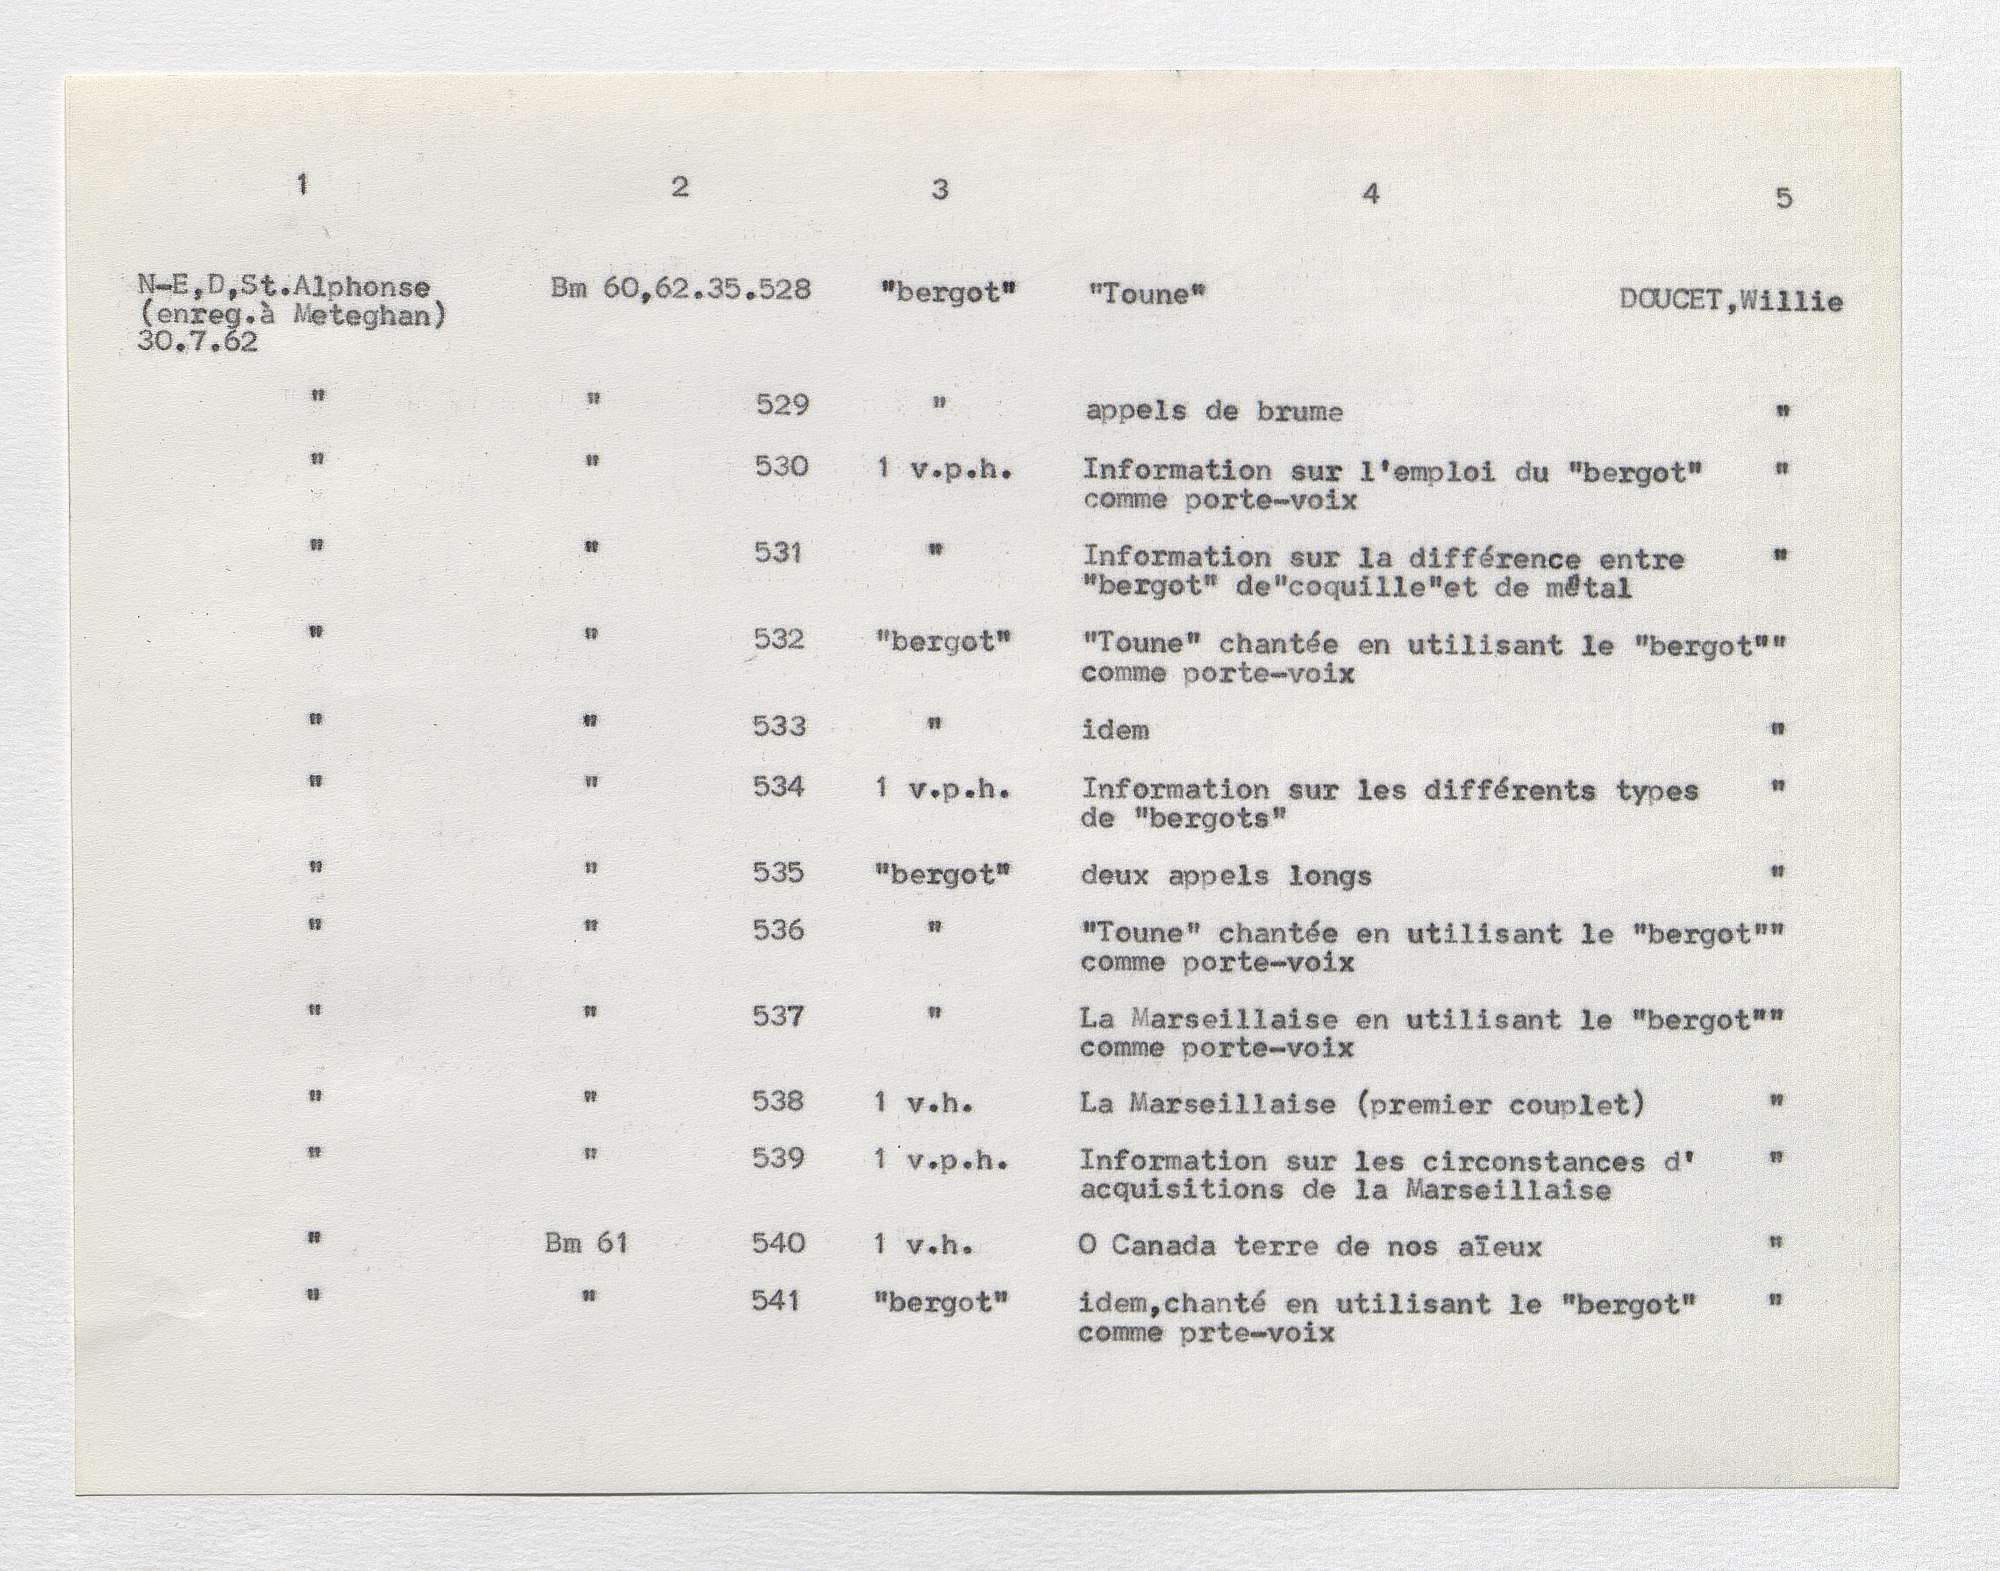 1 2 3 4 5
N-E,D,St.Alphonse Bm 60,62.35.528 "bergot" "Toune" DOUCET,Willie
(enreg.à Meteghan)
30.7.62
" " 529 " appels de brume "
" " 530 1 v.p.h. Information sur l'emploi du "bergot" "
comme porte-voix
" " 531 " Information sur la différence entre "
"bergot" de"coquille"et de métal
" " 532 "bergot" "Toune" chantée en utilisant le "bergot""
comme porte-voix
" " 533 " idem "
" " 534 1 v.p.h. Information sur les différents types "
de "bergots"
" " 535 "bergot" deux appels longs "
" " 536 " "Toune" chantée en utilisant le "bergot""
comme porte-voix
" " 537 " La Marseillaise en utilisant le "bergot""
comme porte-voix
" " 538 1 v.h. La Marseillaise (premier couplet) "
" " 539 1 v.p.h. Information sur les circonstances d' "
acquisitions de la Marseillaise
" Bm 61 540 1 v.h. O Canada terre de nos aïeux "
" " 541 "bergot" idem,chanté en utilisant le "bergot" "
comme prte-voix